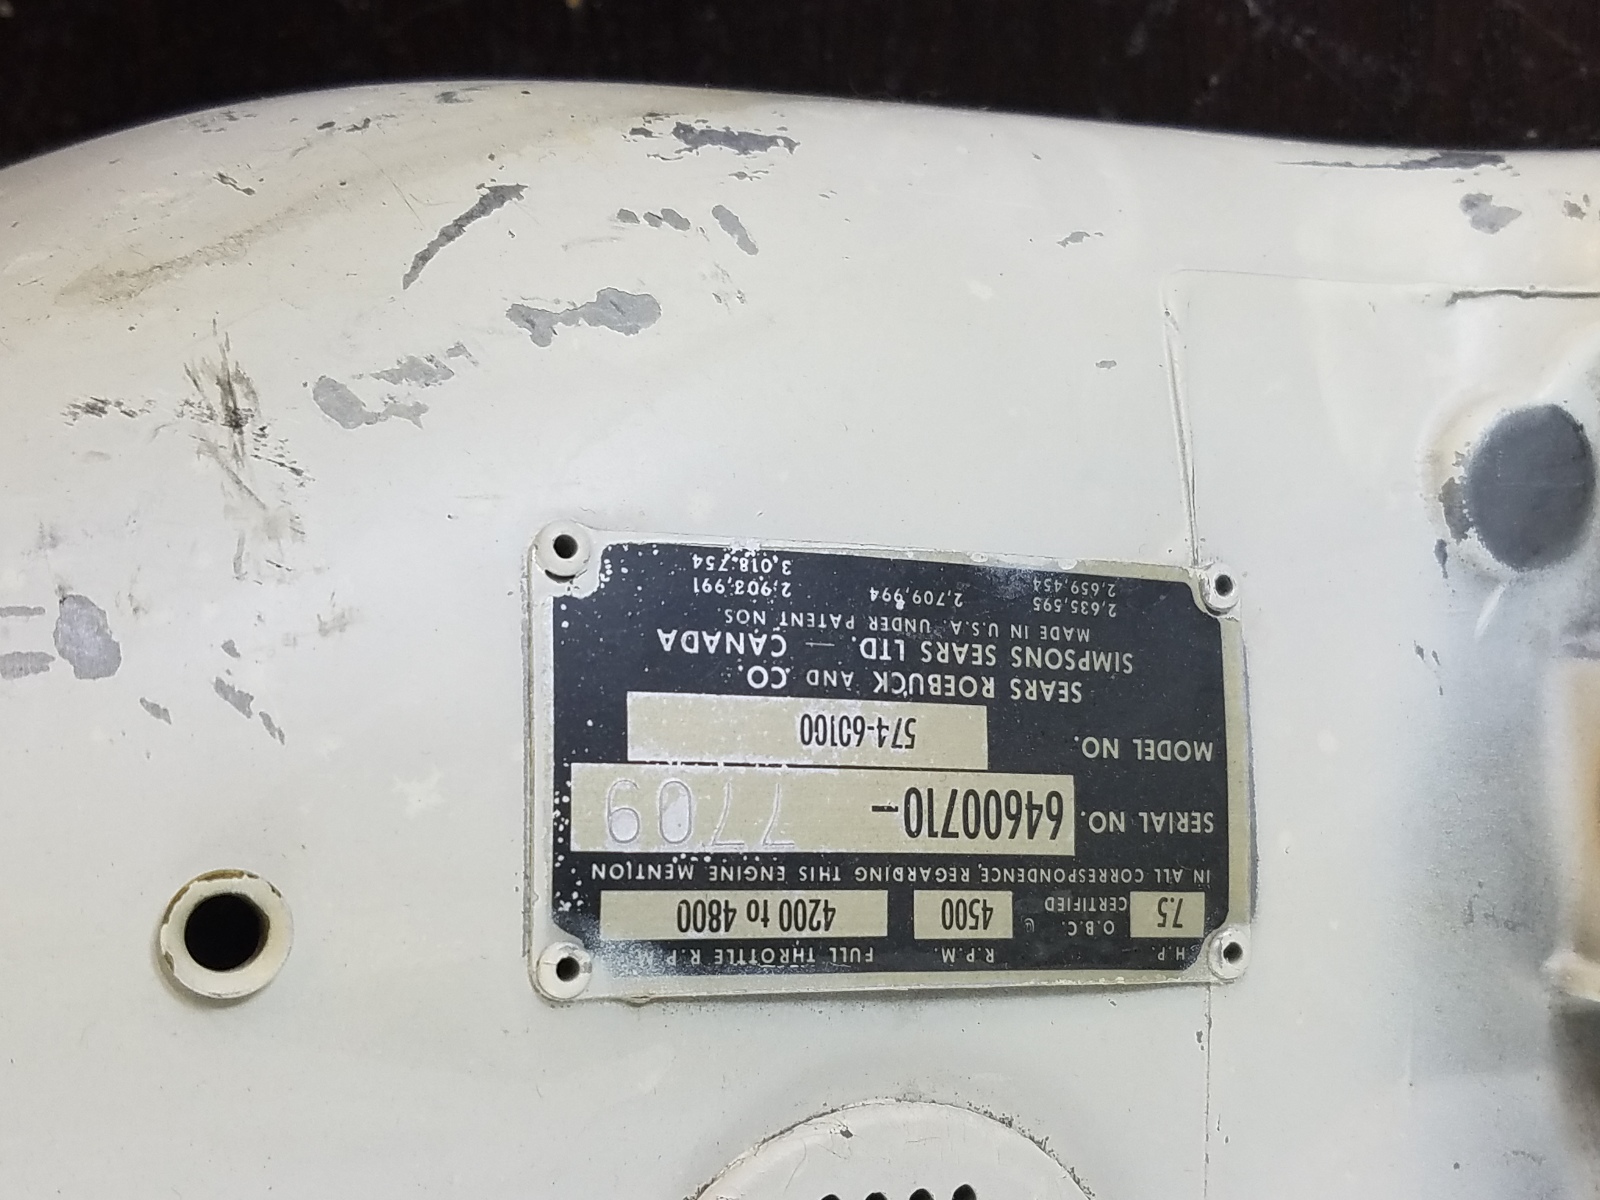 H.P. O.B.C. CERTIFIED @ R.P.M. FULL THROTTLE R.P.M.
7.5 4500 4200 to 4800
IN ALL CORRESPONDENCE REGARDING THIS ENGINE MENTION
SERIAL NO. 64600710- 7709
MODEL NO. 574-60100
SEARS ROEBUCK AND CO.
SIMPSONS SEARS LTD. — CANADA
MADE IN U.S.A. UNDER PATENT NOS
2,635,595 2,709,994 2,903,991
2,659,454 3,018,754